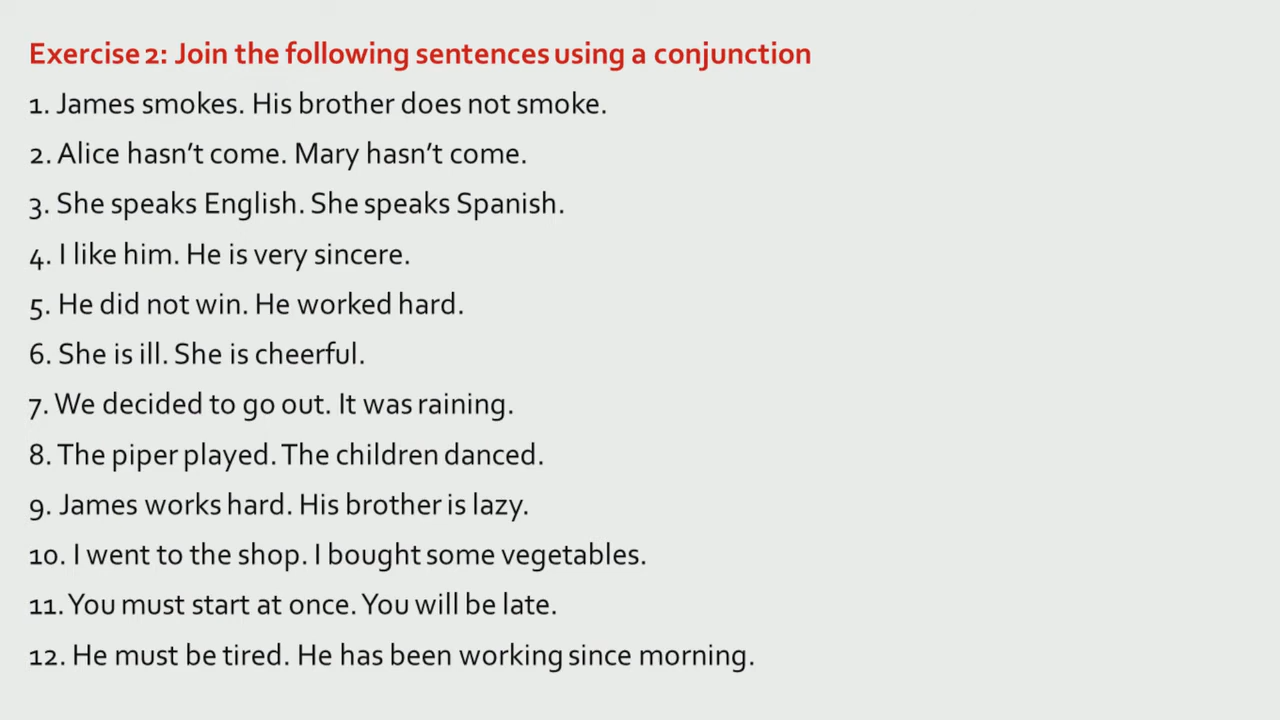 Exercise 2: Join the following sentences using a conjunction
1. James smokes. His brother does not smoke.
2. Alice hasn’t come. Mary hasn’t come.
3. She speaks English. She speaks Spanish.
4. I like him. He is very sincere.
5. He did not win. He worked hard.
6. She is ill. She is cheerful.
7. We decided to go out. It was raining.
8. The piper played. The children danced.
9. James works hard. His brother is lazy.
10. I went to the shop. I bought some vegetables.
11. You must start at once. You will be late.
12. He must be tired. He has been working since morning.